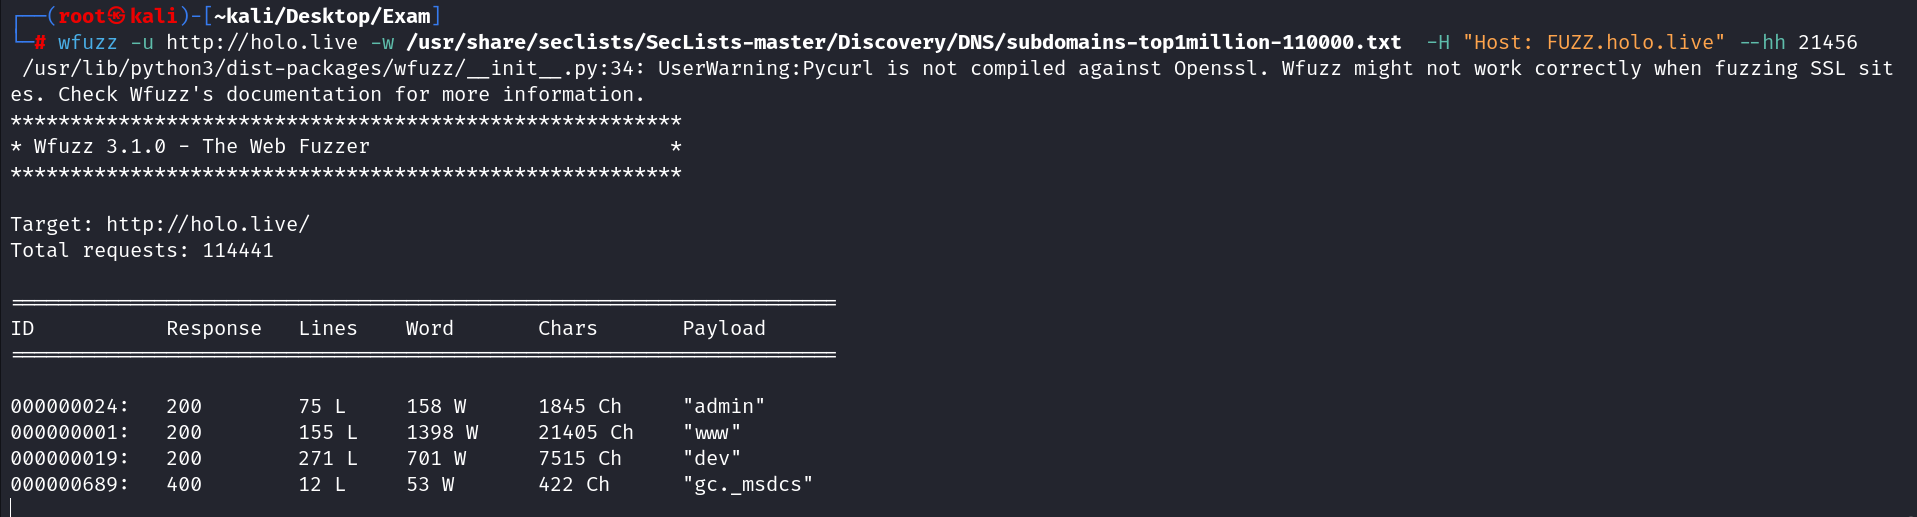 ┌──(root㉿kali)-[~kali/Desktop/Exam]
└─# wfuzz -u http://holo.live -w /usr/share/seclists/SecLists-master/Discovery/DNS/subdomains-top1million-110000.txt  -H "Host: FUZZ.holo.live" --hh 21456
 /usr/lib/python3/dist-packages/wfuzz/__init__.py:34: UserWarning:Pycurl is not compiled against Openssl. Wfuzz might not work correctly when fuzzing SSL sit
es. Check Wfuzz's documentation for more information.
********************************************************
* Wfuzz 3.1.0 - The Web Fuzzer                         *
********************************************************

Target: http://holo.live/
Total requests: 114441

=====================================================================
ID           Response   Lines    Word       Chars       Payload
=====================================================================

000000024:   200        75 L     158 W      1845 Ch     "admin"
000000001:   200        155 L    1398 W     21405 Ch    "www"
000000019:   200        271 L    701 W      7515 Ch     "dev"
000000689:   400        12 L     53 W       422 Ch      "gc._msdcs"